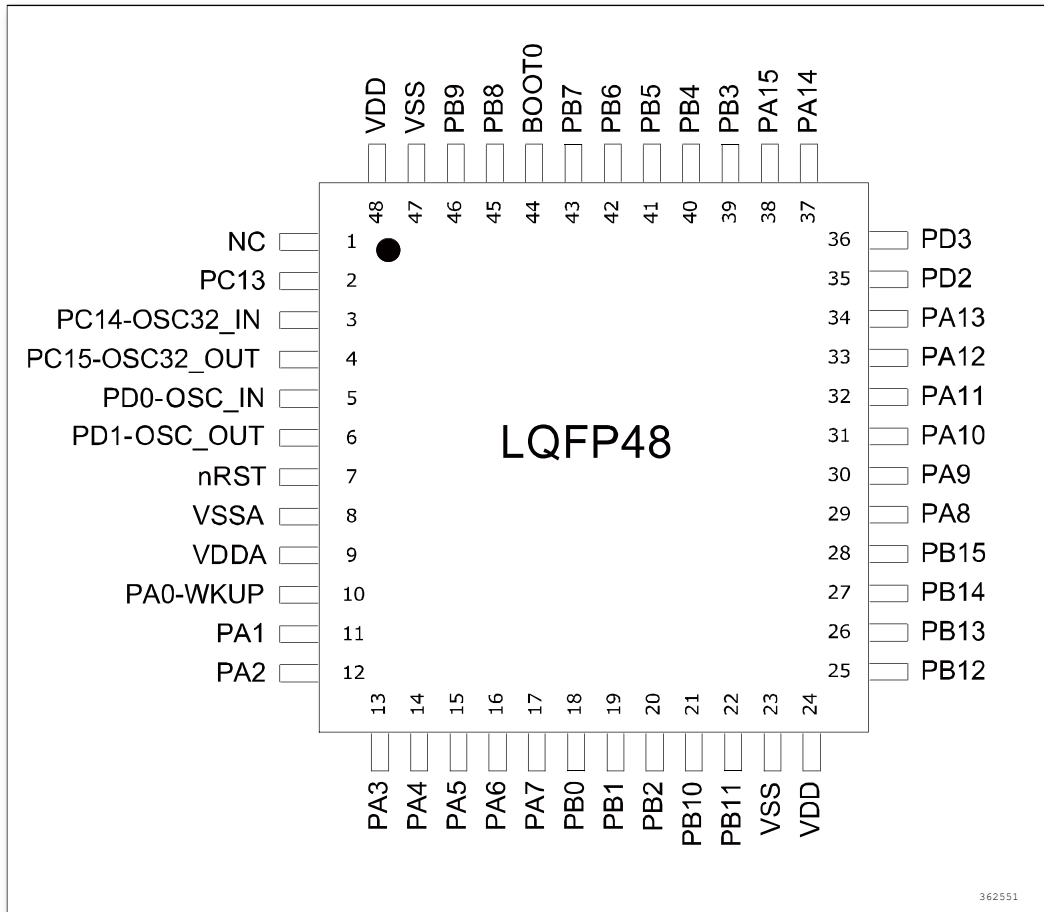 VDD
VSS
PB9
PB8
BOOT0
PB7
PB6
PB5
PB4
PB3
PA15
PA14
48
47
46
45
44
43
42
41
40
39
38
37
NC 1
PC13 2
PC14-OSC32_IN 3
PC15-OSC32_OUT 4
PD0-OSC_IN 5
PD1-OSC_OUT 6
nRST 7
VSSA 8
VDDA 9
PA0-WKUP 10
PA1 11
PA2 12
LQFP48
36 PD3
35 PD2
34 PA13
33 PA12
32 PA11
31 PA10
30 PA9
29 PA8
28 PB15
27 PB14
26 PB13
25 PB12
13
14
15
16
17
18
19
20
21
22
23
24
PA3
PA4
PA5
PA6
PA7
PB0
PB1
PB2
PB10
PB11
VSS
VDD
362551